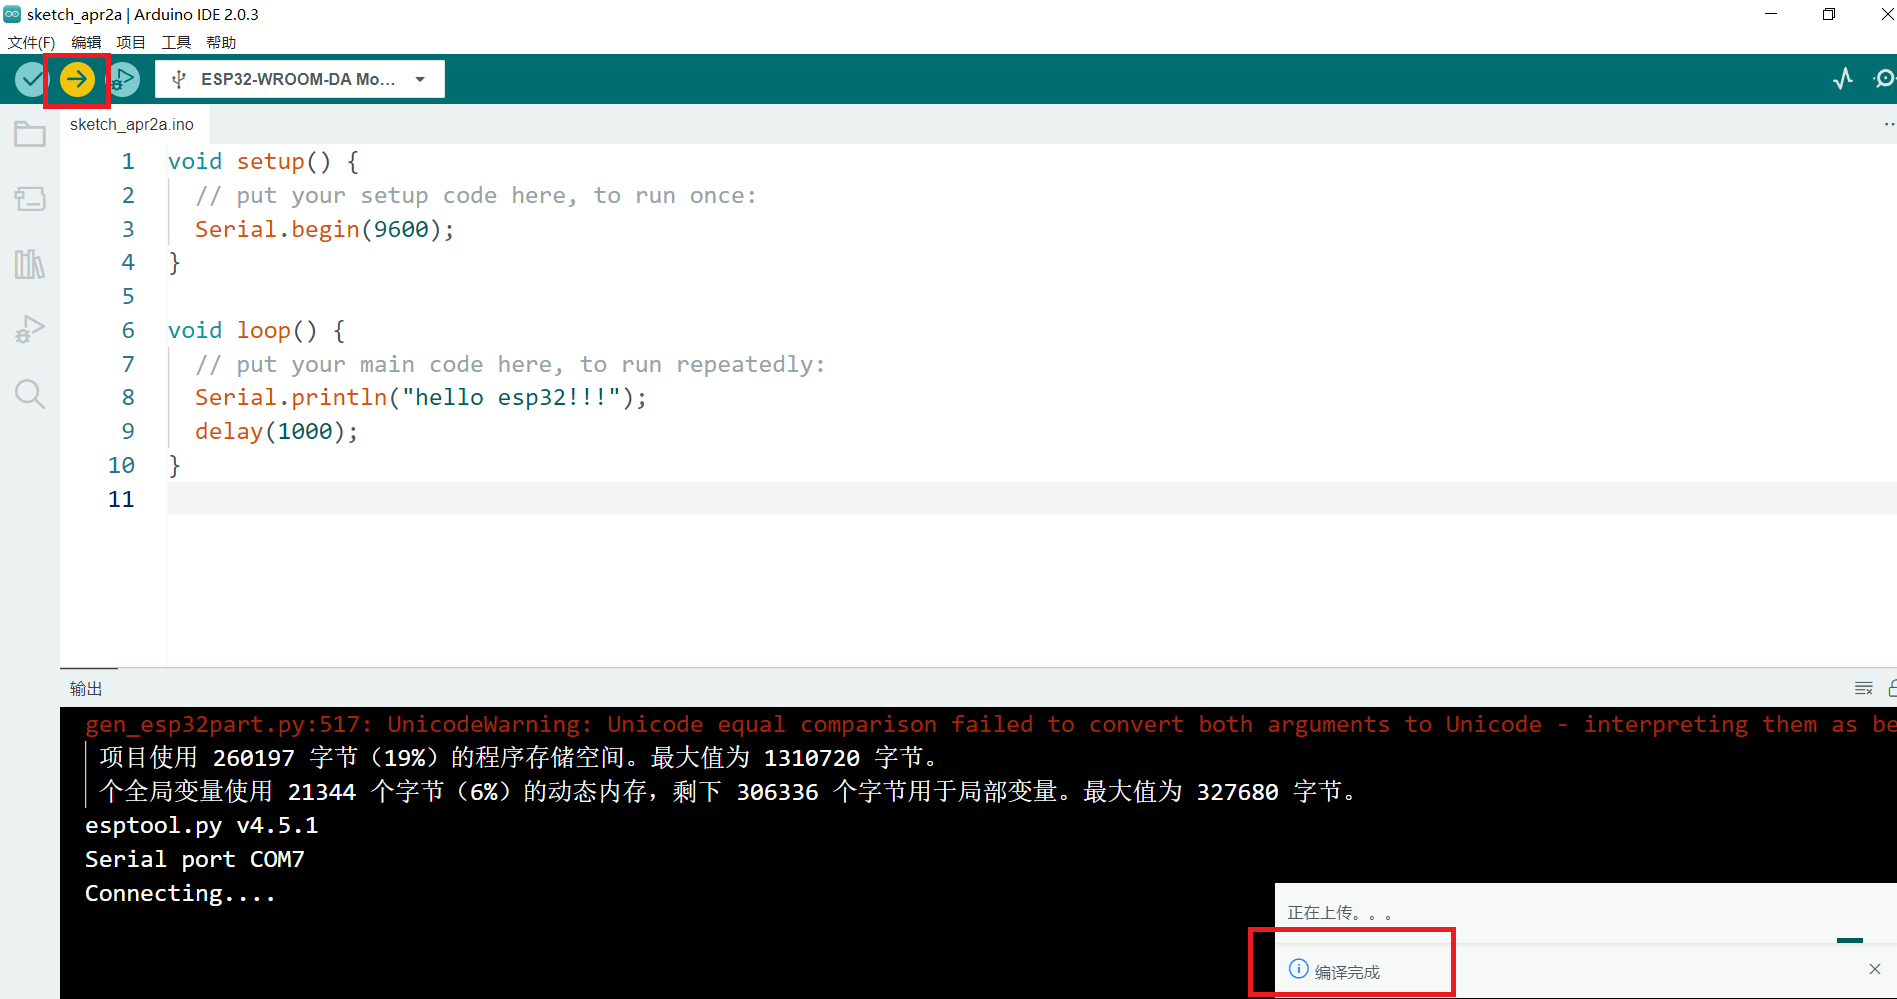 sketch_apr2a | Arduino IDE 2.0.3
文件(F) 编辑 项目 工具 帮助
ESP32-WROOM-DA Mo...
sketch_apr2a.ino
1 void setup() {
2 // put your setup code here, to run once:
3 Serial.begin(9600);
4 }
5
6 void loop() {
7 // put your main code here, to run repeatedly:
8 Serial.println("hello esp32!!!");
9 delay(1000);
10 }
11
输出
gen_esp32part.py:517: UnicodeWarning: Unicode equal comparison failed to convert both arguments to Unicode - interpreting them as be
项目使用 260197 字节（19%）的程序存储空间。最大值为 1310720 字节。
个全局变量使用 21344 个字节（6%）的动态内存，剩下 306336 个字节用于局部变量。最大值为 327680 字节。
esptool.py v4.5.1
Serial port COM7
Connecting....
正在上传。。。
编译完成